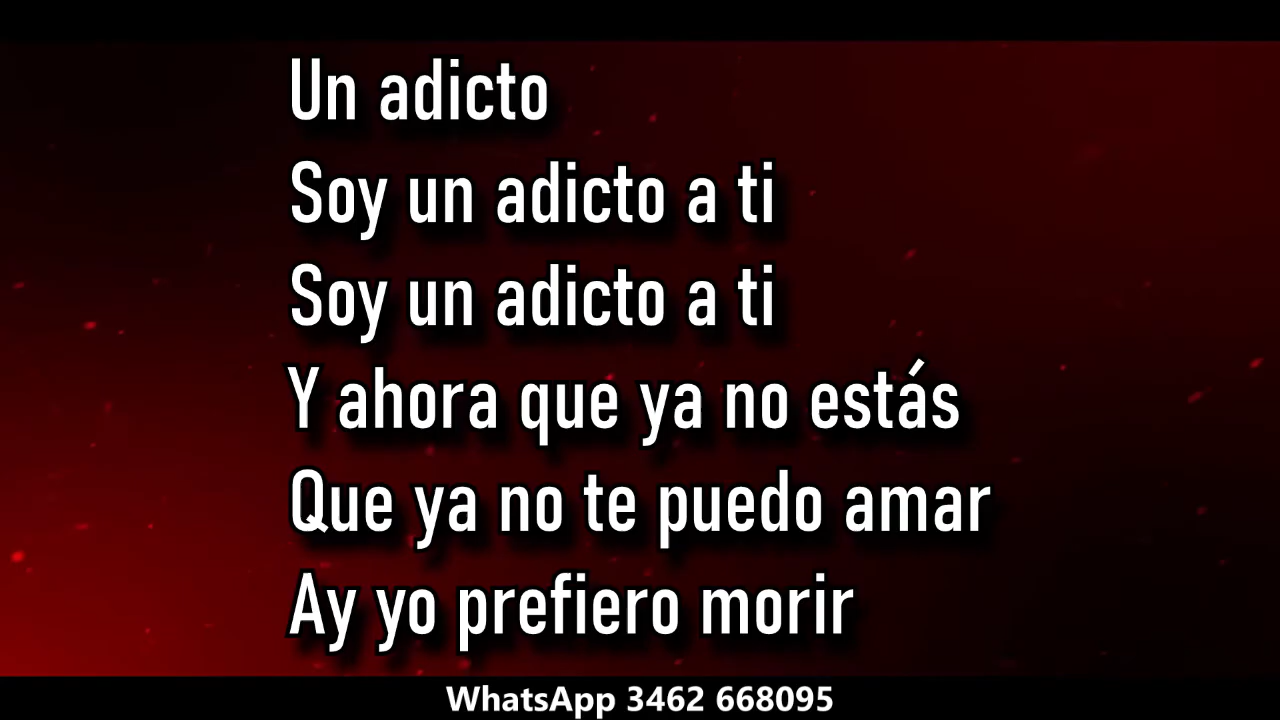 Un adicto
Soy un adicto a ti
Soy un adicto a ti
Y ahora que ya no estás
Que ya no te puedo amar
Ay yo prefiero morir
WhatsApp 3462 668095